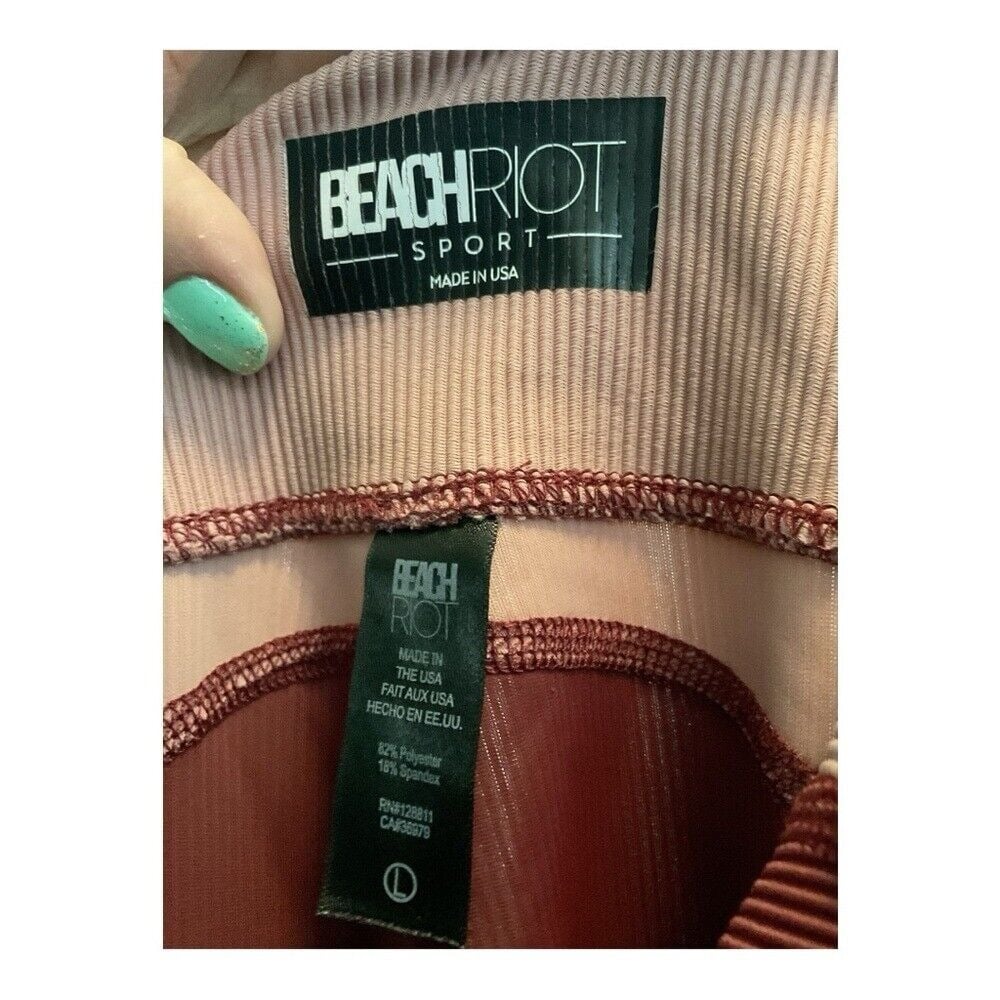 BEACHRIOT
SPORT
MADE IN USA
BEACH
RIOT
MADE IN
THE USA
FAIT AUX USA
HECHO EN EE.UU.
82% Polyester
18% Spandex
RN#128811
CA#36979
L